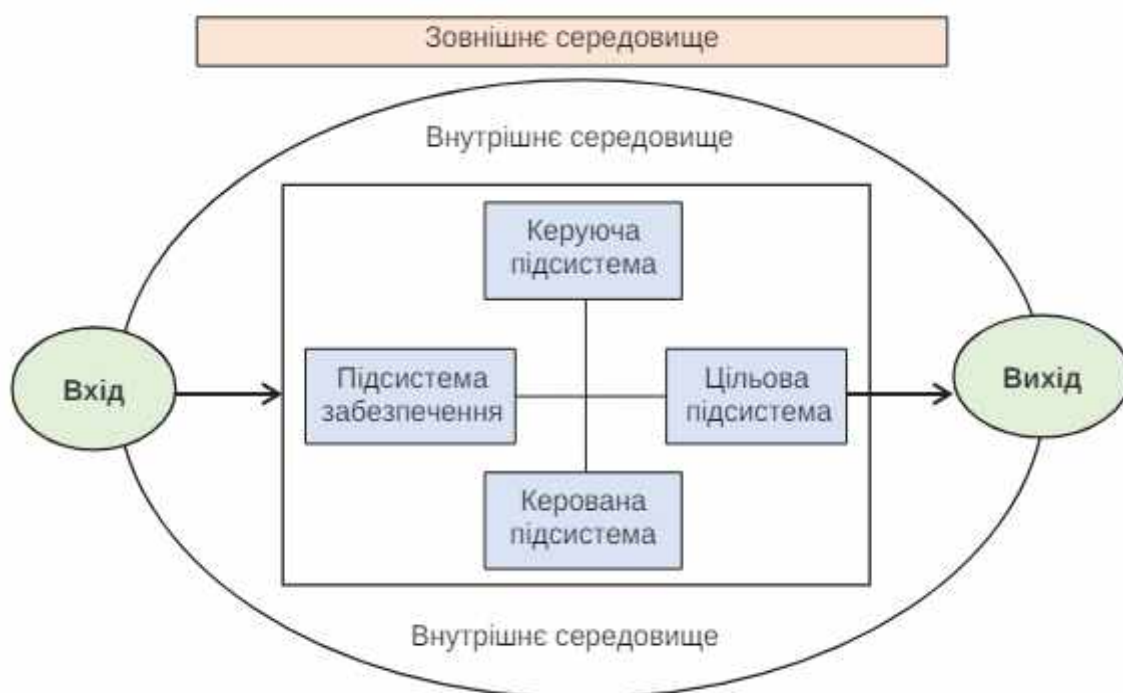 Зовнішнє середовище
Внутрішнє середовище
Керуюча
підсистема
Вхід
Підсистема
забезпечення
Цільова
підсистема
Вихід
Керована
підсистема
Внутрішнє середовище